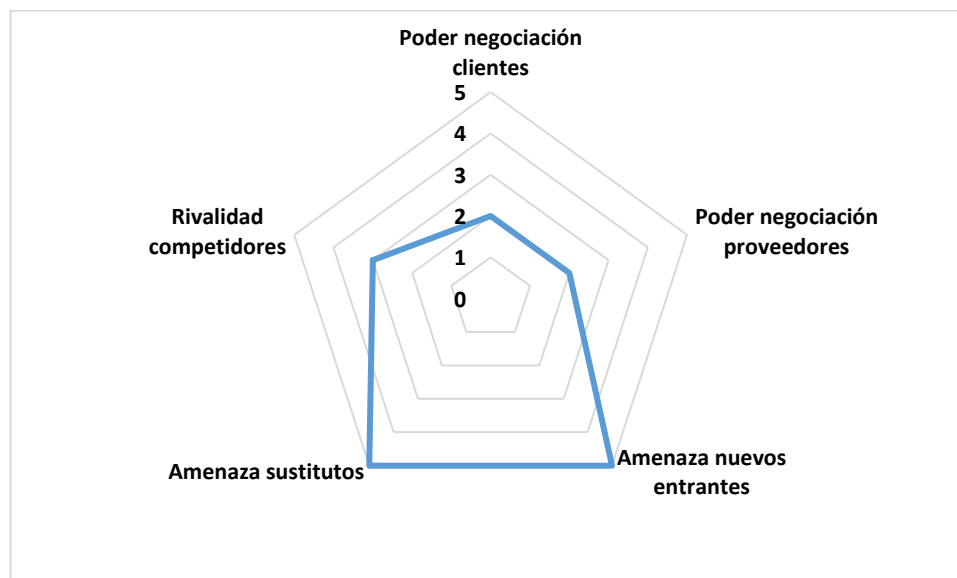 Poder negociación
clientes
5
4
3
2
1
0
Poder negociación
proveedores
Amenaza nuevos
entrantes
Amenaza sustitutos
Rivalidad
competidores